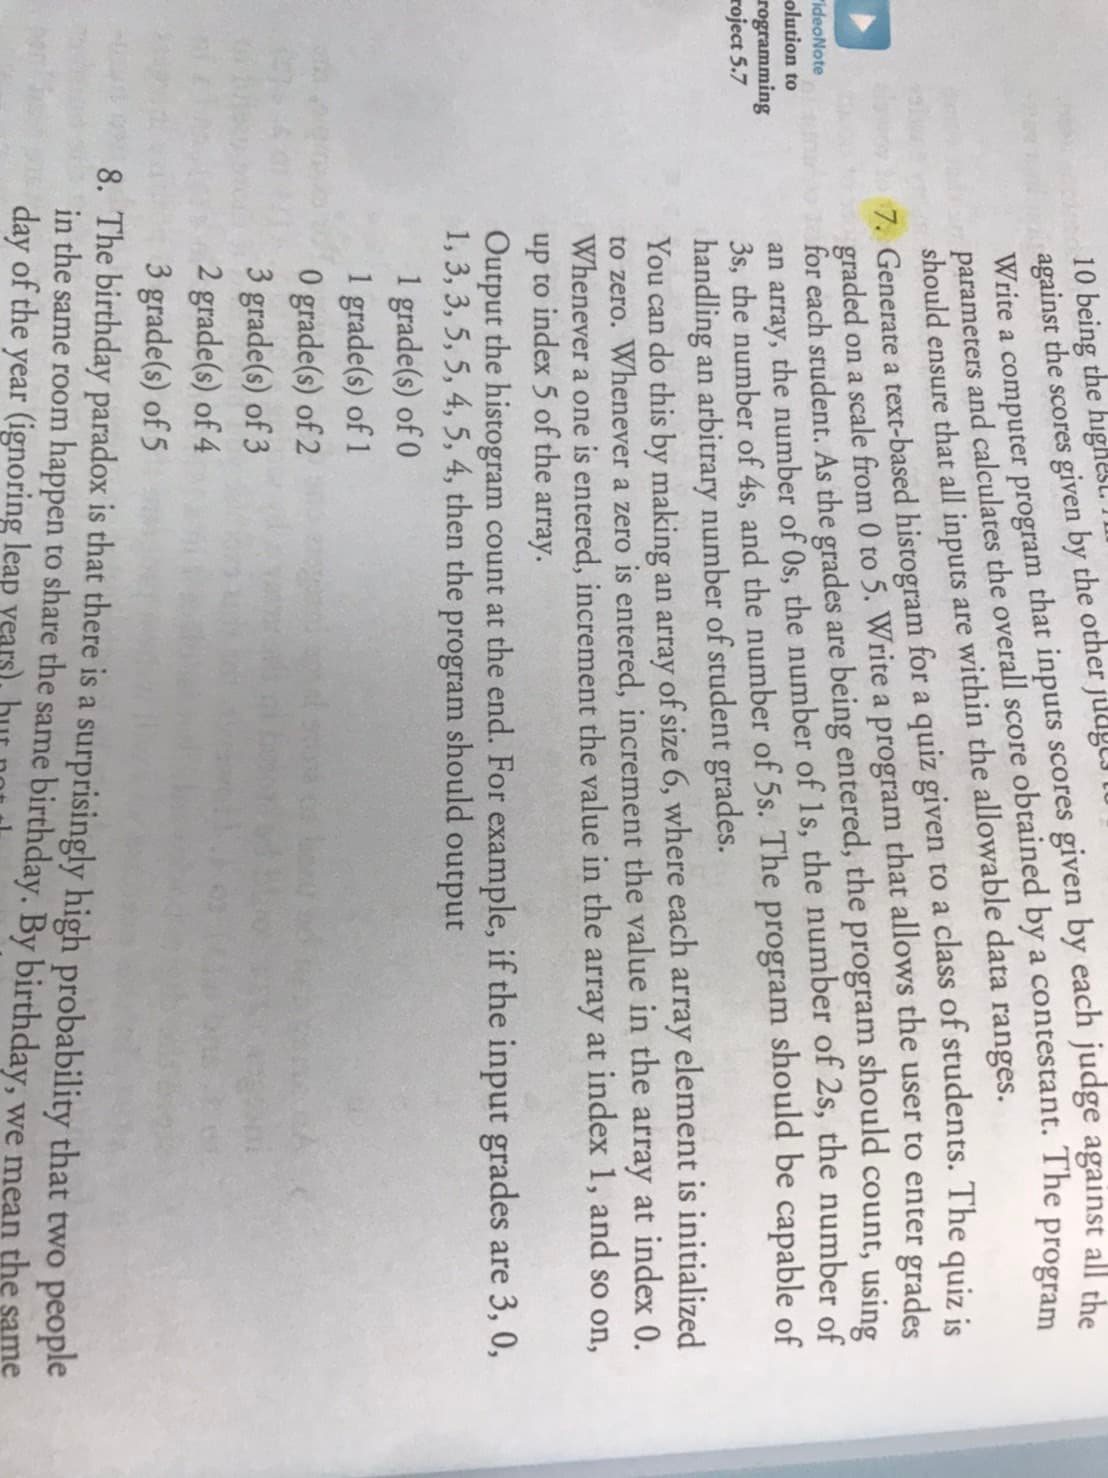 10 being the highest.
against the scores given by the other judges
Write a computer program that inputs scores given by each judge against all the
parameters and calculates the overall score obtained by a contestant. The program
should ensure that all inputs are within the allowable data ranges.
7. Generate a text-based histogram for a quiz given to a class of students. The quiz is
graded on a scale from 0 to 5. Write a program that allows the user to enter grades
for each student. As the grades are being entered, the program should count, using
an array, the number of 0s, the number of 1s, the number of 2s, the number of
3s, the number of 4s, and the number of 5s. The program should be capable of
handling an arbitrary number of student grades.
ideoNote
olution to
rogramming
roject 5.7
You can do this by making an array of size 6, where each array element is initialized
to zero. Whenever a zero is entered, increment the value in the array at index 0.
Whenever a one is entered, increment the value in the array at index 1, and so on,
up to index 5 of the array.
Output the histogram count at the end. For example, if the input grades are 3, 0,
1, 3, 3, 5, 5, 4, 5, 4, then the program should output
1 grade(s) of 0
1 grade(s) of 1
0 grade(s) of 2
3 grade(s) of 3
2 grade(s) of 4
3 grade(s) of 5
8. The birthday paradox is that there is a surprisingly high probability that two people
in the same room happen to share the same birthday. By birthday, we mean the same
day of the year (ignoring leap years), but not